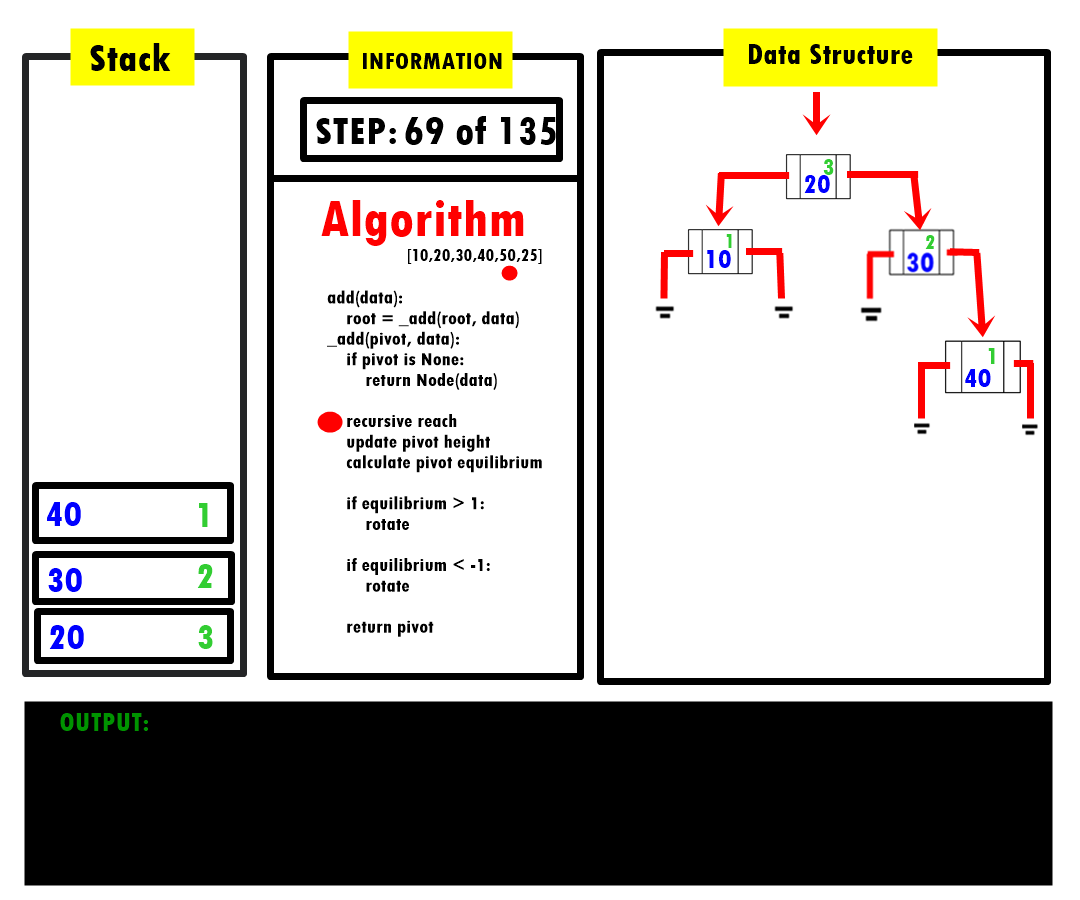 Stack
40 1
30 2
20 3
INFORMATION
STEP: 69 of 135
Algorithm
[10,20,30,40,50,25]
add(data):
root = _add(root, data)
_add(pivot, data):
if pivot is None:
return Node(data)
recursive reach
update pivot height
calculate pivot equilibrium
if equilibrium > 1:
rotate
if equilibrium < -1:
rotate
return pivot
Data Structure
3
20
1
10
2
30
1
40
OUTPUT: